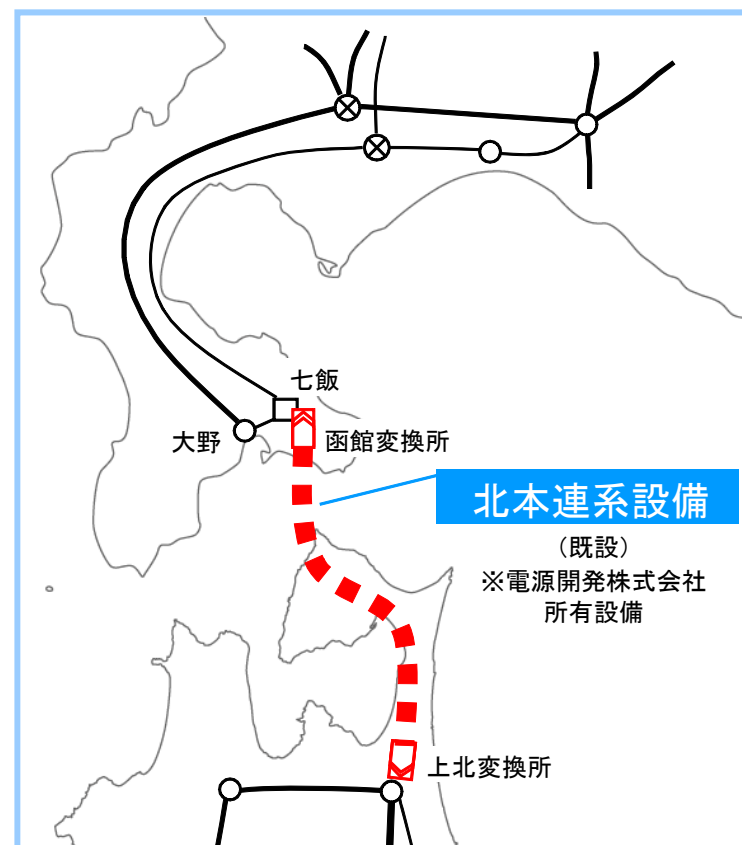 七飯
大野
函館変換所
北本連系設備
（既設）
※電源開発株式会社
所有設備
上北変換所